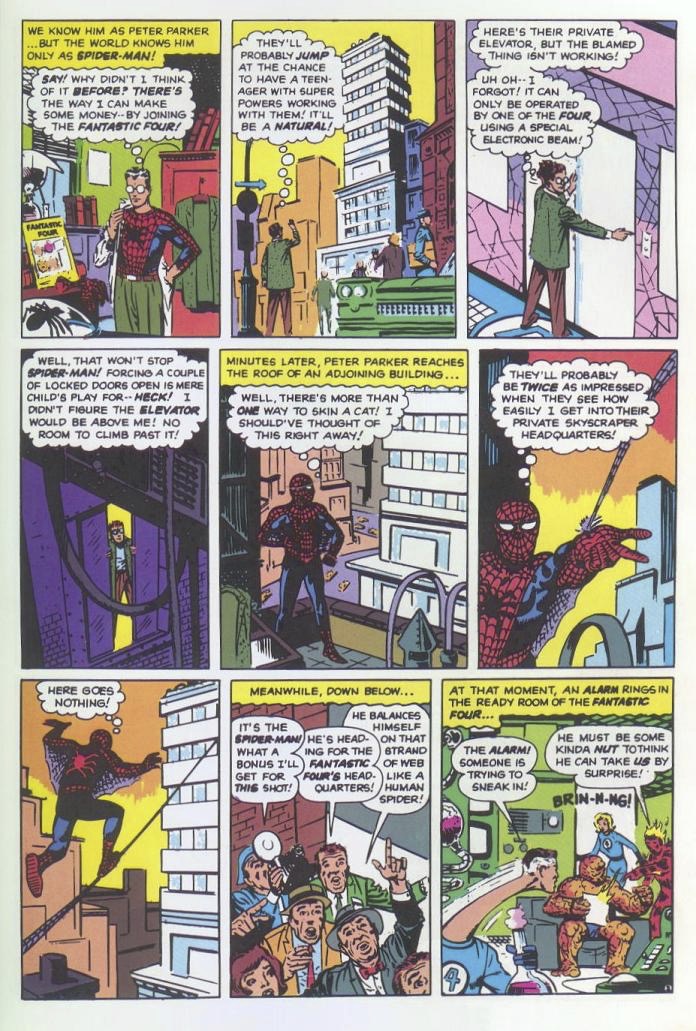 WE KNOW HIM AS PETER PARKER
...BUT THE WORLD KNOWS HIM
ONLY AS SPIDER-MAN!
SAY! WHY DIDN'T I THINK
OF IT BEFORE? THERE'S
THE WAY I CAN MAKE
SOME MONEY--BY JOINING
THE FANTASTIC FOUR!
FANTASTIC
FOUR
THEY'LL
PROBABLY JUMP
AT THE CHANCE
TO HAVE A TEEN-
AGER WITH SUPER
POWERS WORKING
WITH THEM! IT'LL
BE A NATURAL!
HERE'S THEIR PRIVATE
ELEVATOR, BUT THE BLAMED
THING ISN'T WORKING!
UH OH--I
FORGOT! IT CAN
ONLY BE OPERATED
BY ONE OF THE FOUR,
USING A SPECIAL
ELECTRONIC BEAM!
WELL, THAT WON'T STOP
SPIDER-MAN! FORCING A COUPLE
OF LOCKED DOORS OPEN IS MERE
CHILD'S PLAY FOR--HECK! I
DIDN'T FIGURE THE ELEVATOR
WOULD BE ABOVE ME! NO
ROOM TO CLIMB PAST IT!
MINUTES LATER, PETER PARKER REACHES
THE ROOF OF AN ADJOINING BUILDING...
WELL, THERE'S MORE THAN
ONE WAY TO SKIN A CAT! I
SHOULD'VE THOUGHT OF
THIS RIGHT AWAY!
THEY'LL PROBABLY
BE TWICE AS IMPRESSED
WHEN THEY SEE HOW
EASILY I GET INTO THEIR
PRIVATE SKYSCRAPER
HEADQUARTERS!
HERE GOES
NOTHING!
MEANWHILE, DOWN BELOW...
IT'S THE
SPIDER-MAN!
WHAT A
BONUS I'LL
GET FOR
THIS SHOT!
HE'S HEAD-
ING FOR THE
FANTASTIC
FOUR'S HEAD-
QUARTERS!
HE BALANCES
HIMSELF
ON THAT
STRAND
OF WEB
LIKE A
HUMAN
SPIDER!
AT THAT MOMENT, AN ALARM RINGS IN
THE READY ROOM OF THE FANTASTIC
FOUR...
THE ALARM!
SOMEONE IS
TRYING TO
SNEAK IN!
HE MUST BE SOME
KINDA NUT TO THINK
HE CAN TAKE US BY
SURPRISE!
BRIN-N-NG!
4